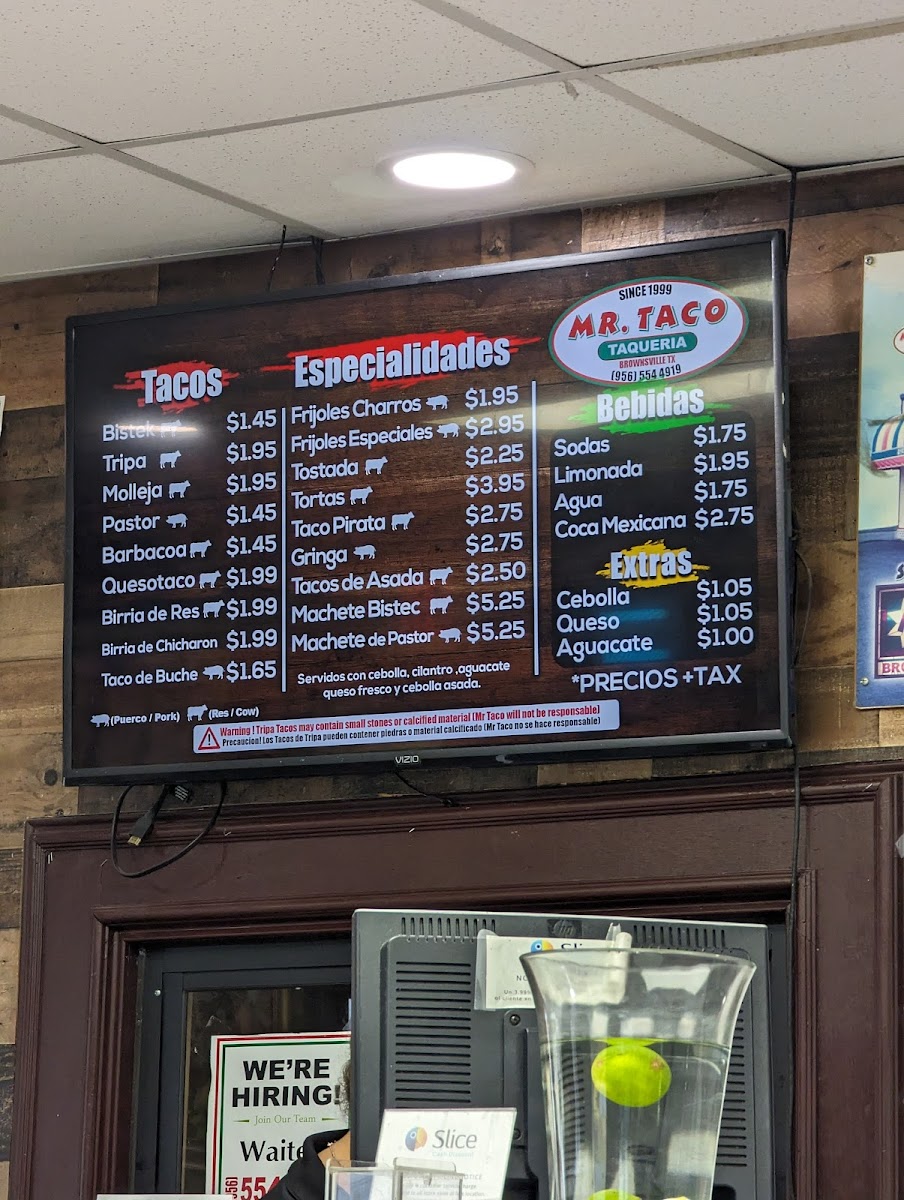 SINCE 1999
MR. TACO
TAQUERIA
BROWNSVILLE TX
(956) 554 4919
Tacos
Bistek $1.45
Tripa $1.95
Molleja $1.95
Pastor $1.45
Barbacoa $1.45
Quesotaco $1.99
Birria de Res $1.99
Birria de Chicharon $1.99
Taco de Buche $1.65
(Puerco / Pork) (Res / Cow)
Especialidades
Frijoles Charros $1.95
Frijoles Especiales $2.95
Tostada $2.25
Tortas $3.95
Taco Pirata $2.75
Gringa $2.75
Tacos de Asada $2.50
Machete Bistec $5.25
Machete de Pastor $5.25
Servidos con cebolla, cilantro ,aguacate
queso fresco y cebolla asada.
Bebidas
Sodas $1.75
Limonada $1.95
Agua $1.75
Coca Mexicana $2.75
Extras
Cebolla $1.05
Queso $1.05
Aguacate $1.00
*PRECIOS +TAX
Warning ! Tripa Tacos may contain small stones or calcified material (Mr Taco will not be responsable)
Precaucion! Los Tacos de Tripa pueden contener piedras o material calcificado (Mr Taco no se hace responsable)
VIZIO
WE'RE
HIRING!
Join Our Team
(956)
Slice